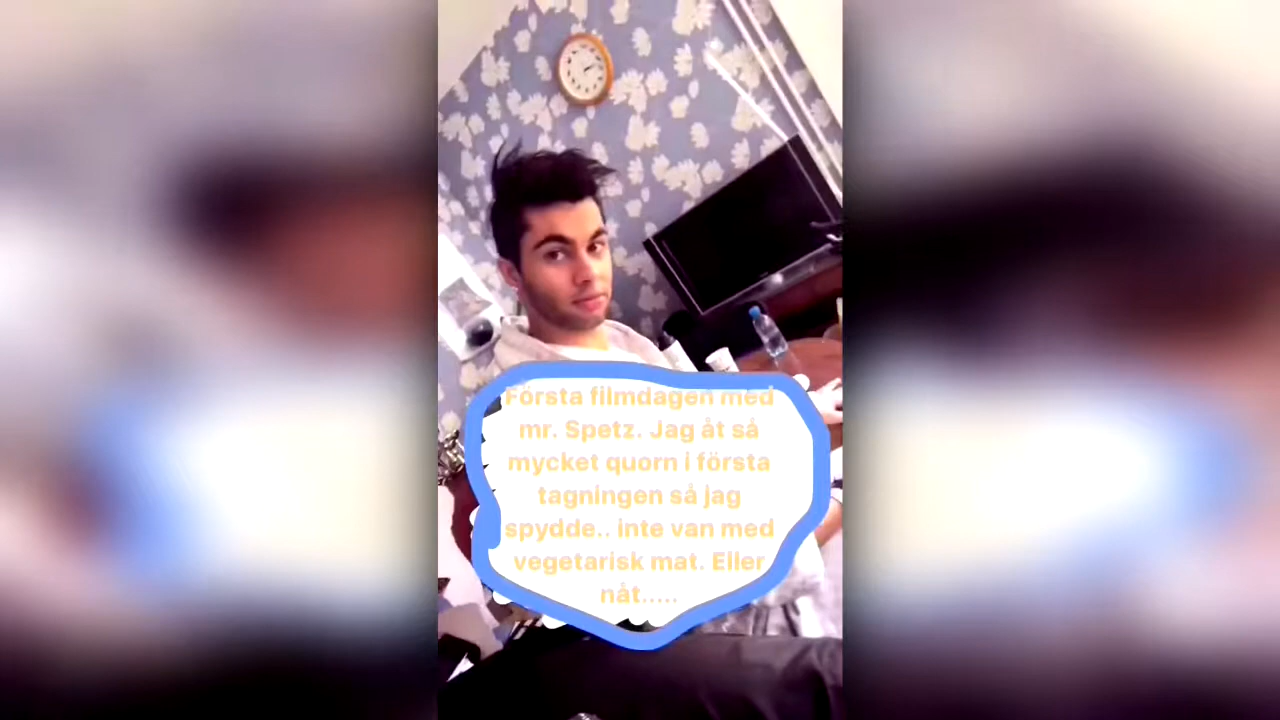 Första filmdagen med
mr. Spetz. Jag åt så
mycket quorn i första
tagningen så jag
spydde.. inte van med
vegetarisk mat. Eller
nåt.....